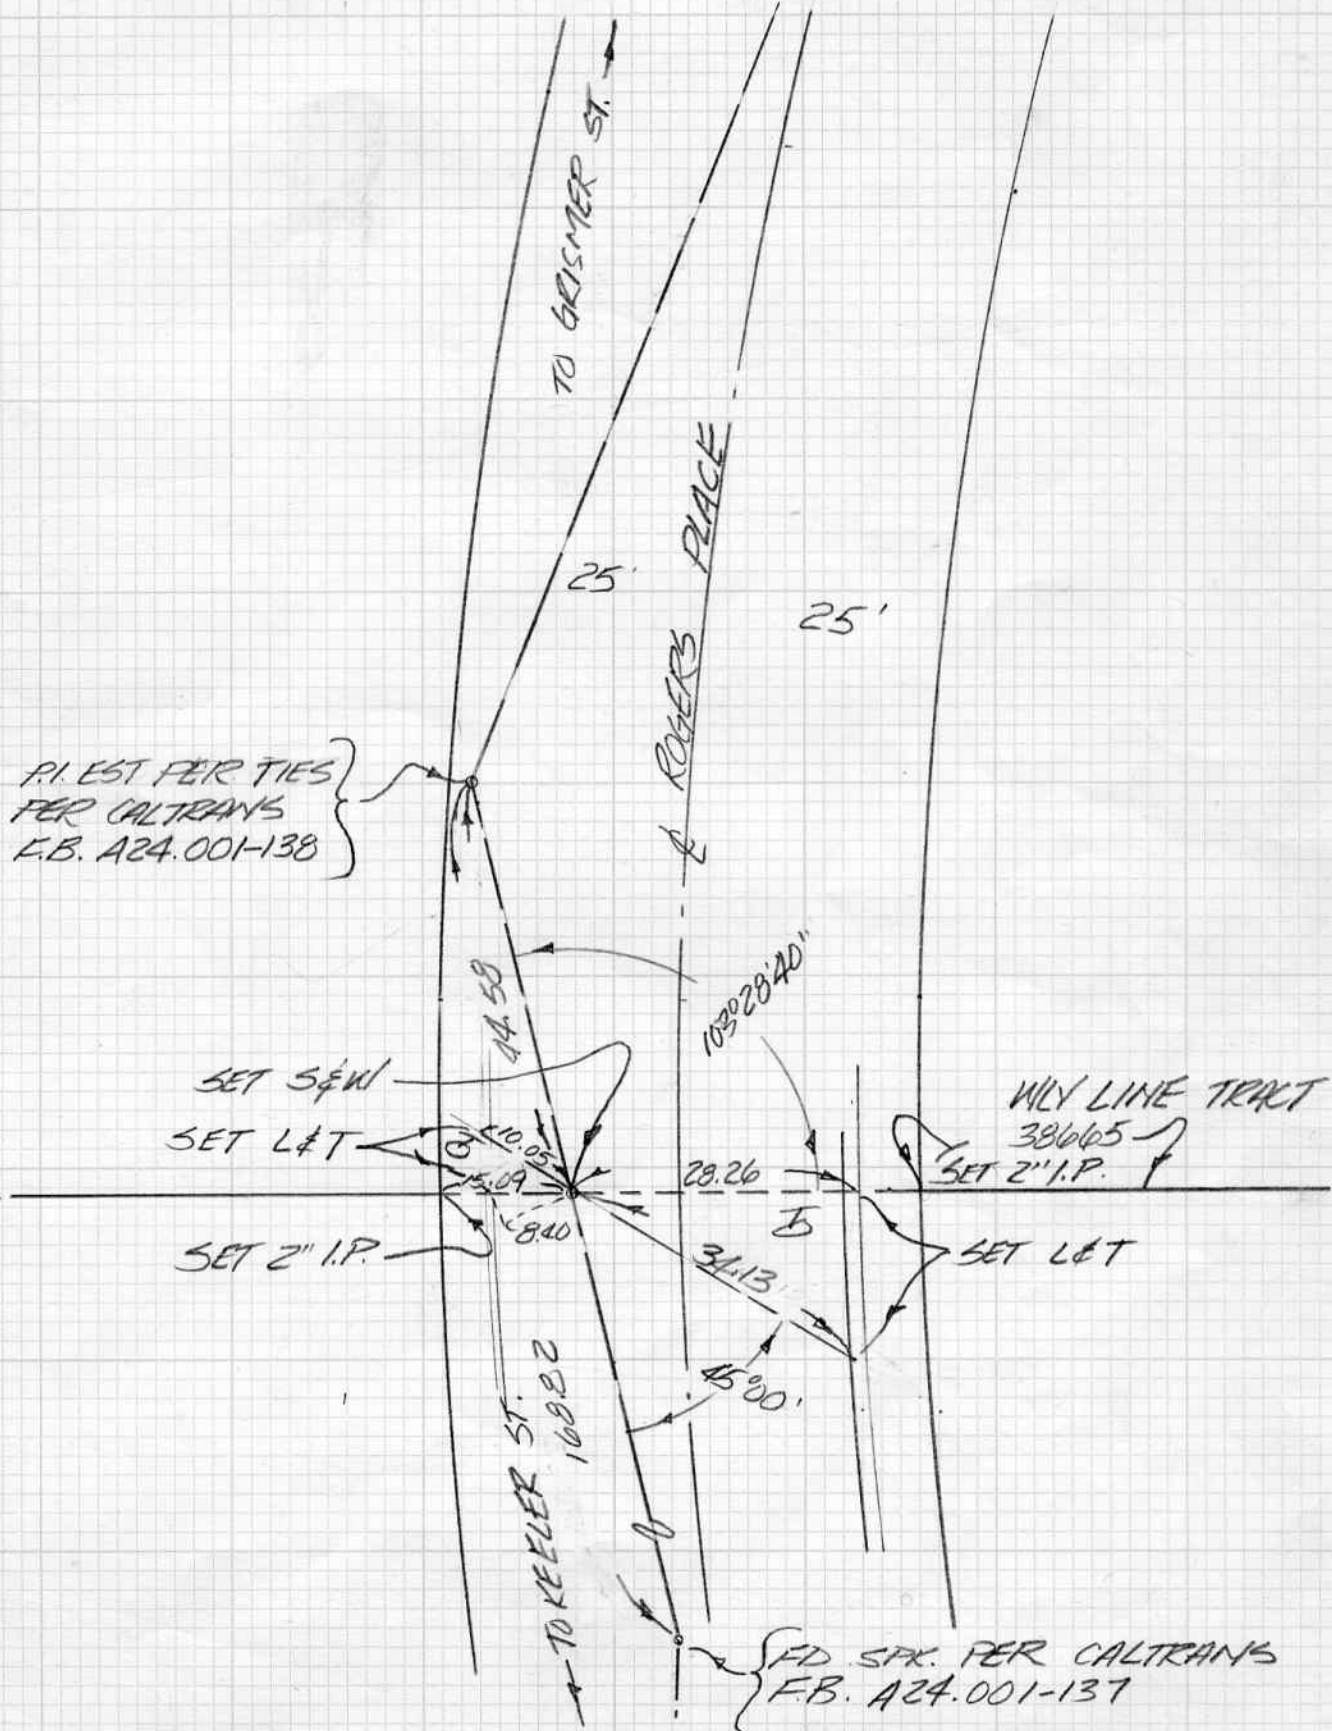 TO GRISMER ST.
25'
ROGERS PLACE
25'
P.I. EST PER TIES
PER CALTRANS
F.B. A24.001-138
103°28'40"
44.58
SET S&W
SET L&T
10.05
15.09
28.26
WLY LINE TRACT
38665
SET 2" I.P.
8.40
SET 2" I.P.
34.13
SET L&T
45°00'
TO KEELER ST.
168.82
FD SPK. PER CALTRANS
F.B. A24.001-137